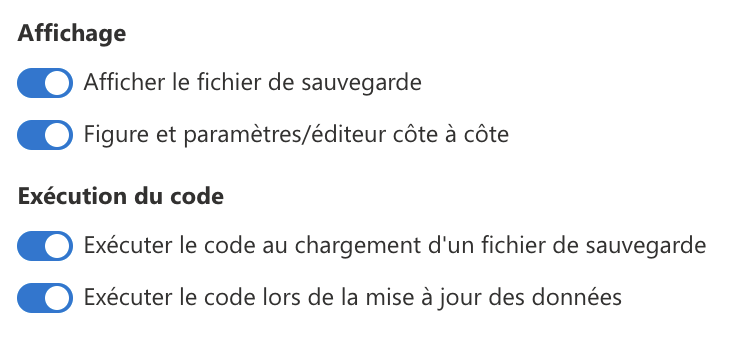 Affichage
Afficher le fichier de sauvegarde
Figure et paramètres/éditeur côte à côte
Exécution du code
Exécuter le code au chargement d'un fichier de sauvegarde
Exécuter le code lors de la mise à jour des données